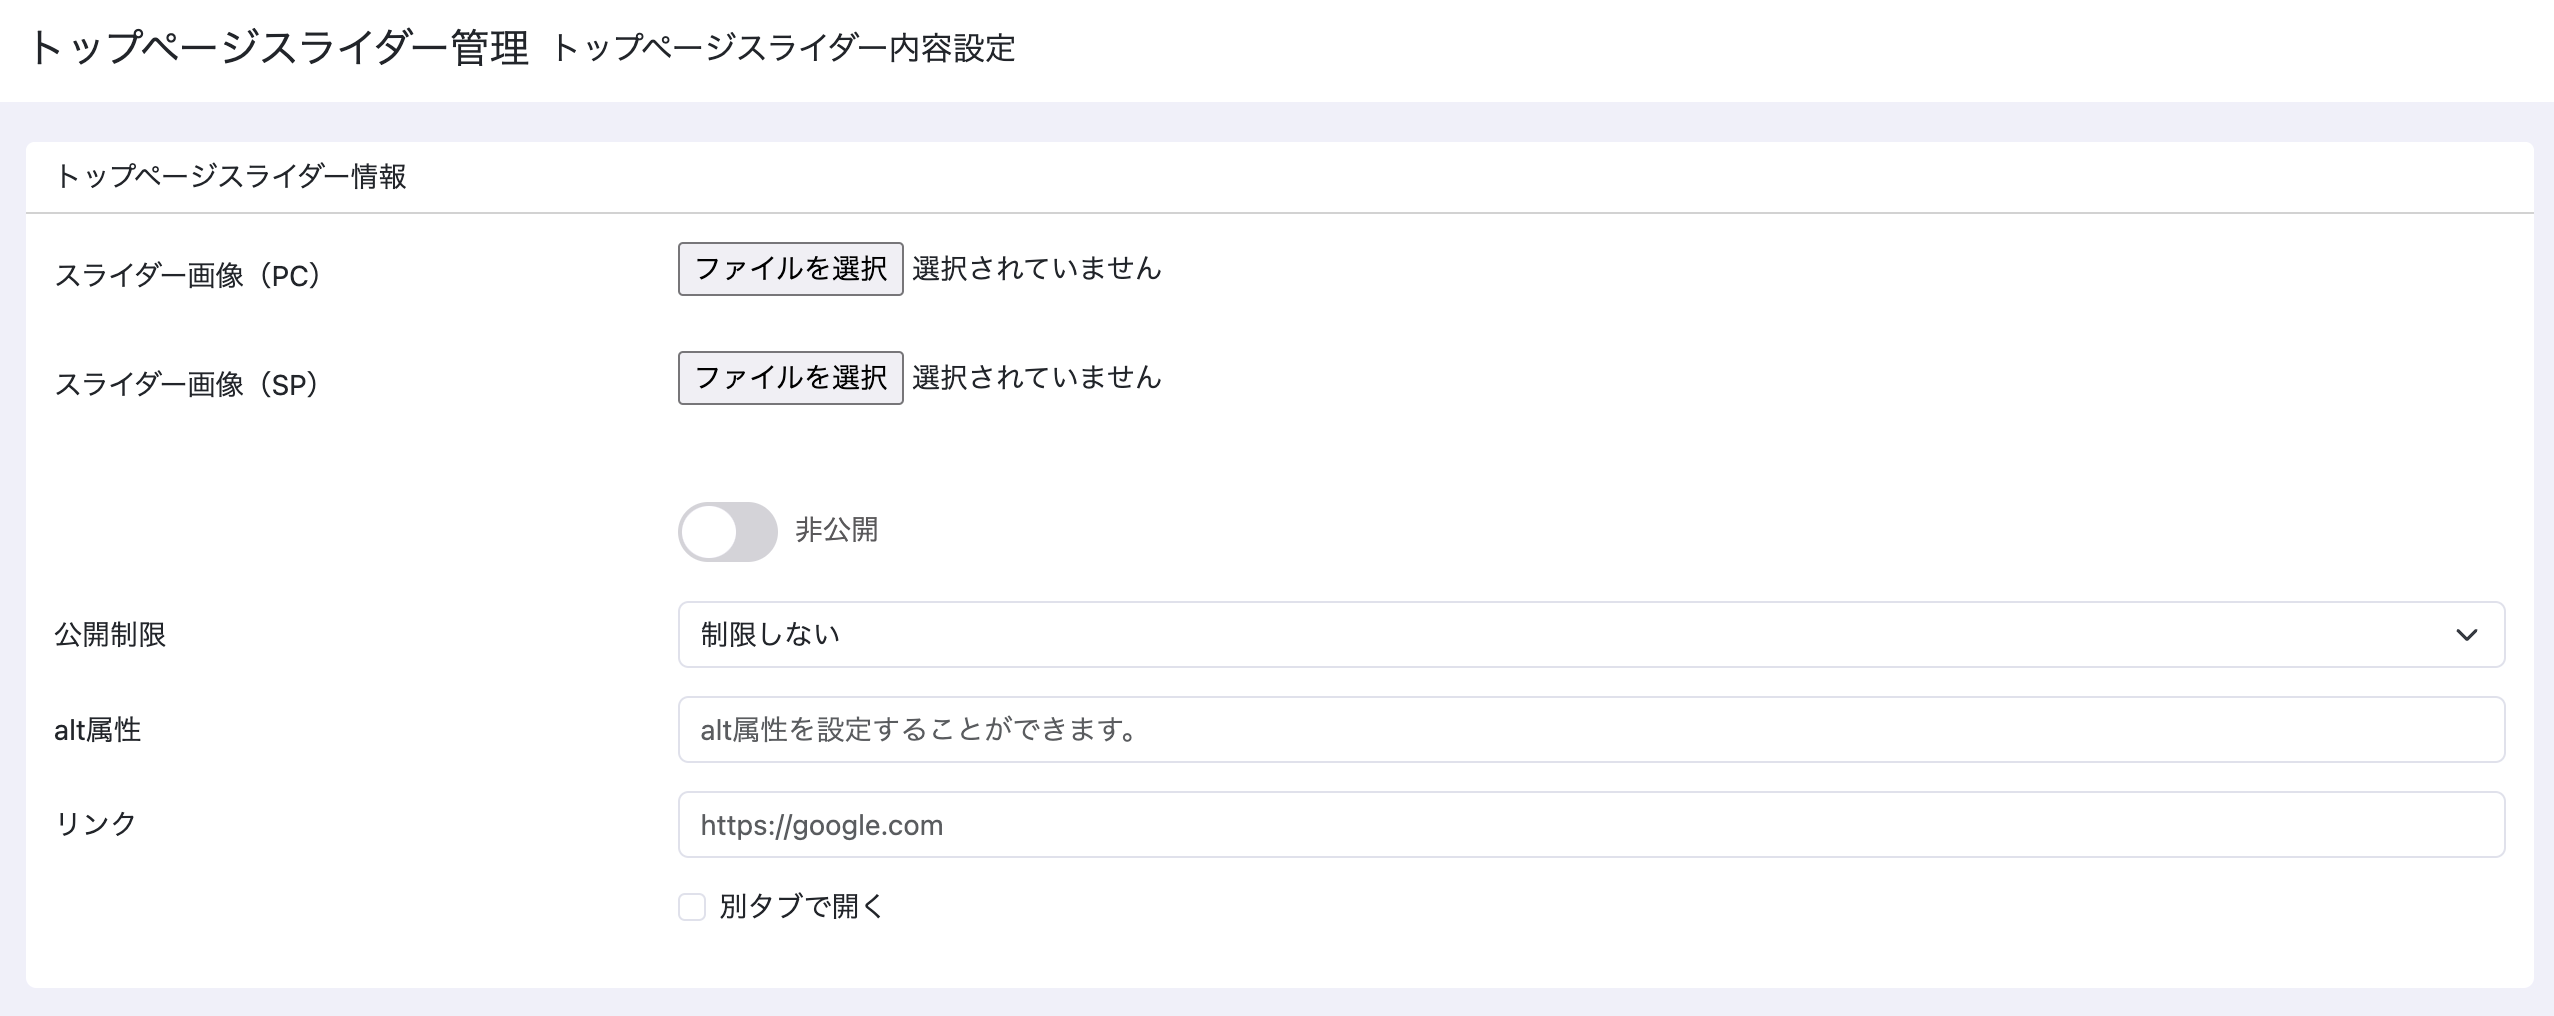 トップページスライダー管理 トップページスライダー内容設定
トップページスライダー情報
スライダー画像（PC） ファイルを選択 選択されていません
スライダー画像（SP） ファイルを選択 選択されていません
非公開
公開制限 制限しない
alt属性 alt属性を設定することができます。
リンク https://google.com
別タブで開く